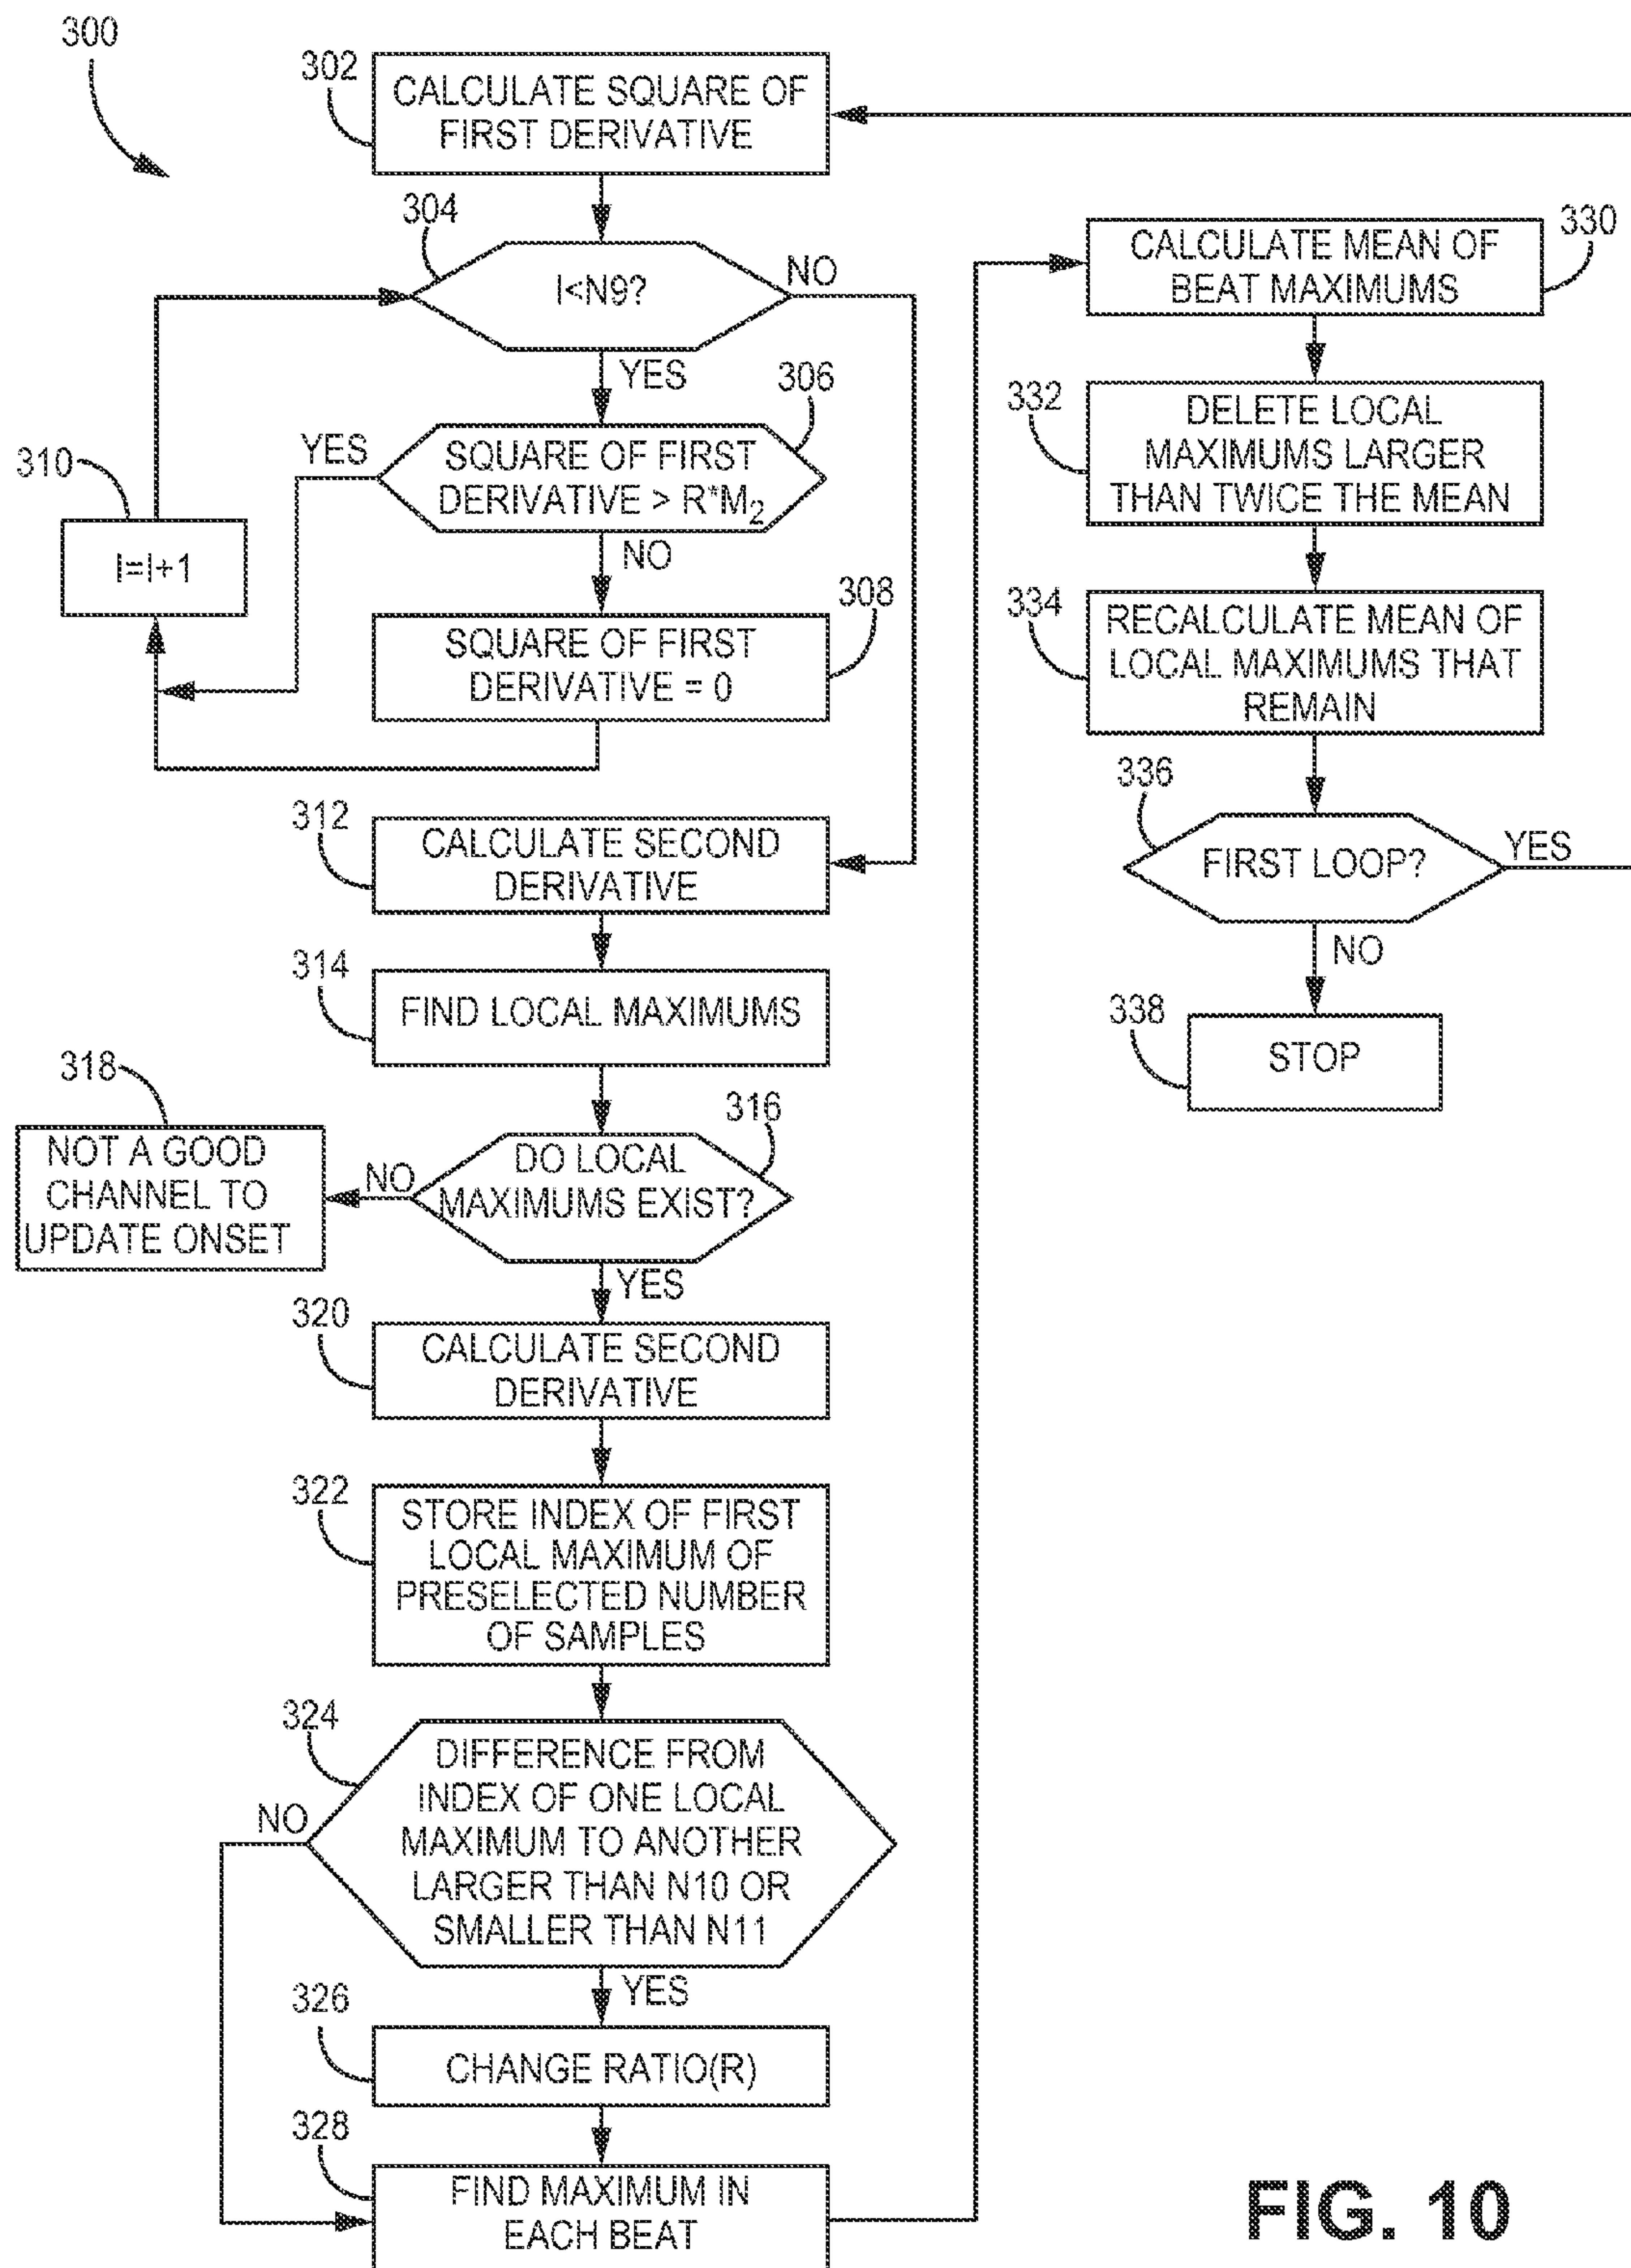 300
302
CALCULATE SQUARE OF
FIRST DERIVATIVE
304
I<N9?
NO
YES
306
SQUARE OF FIRST
DERIVATIVE > R*M2
YES
NO
310
I=I+1
308
SQUARE OF FIRST
DERIVATIVE = 0
312
CALCULATE SECOND
DERIVATIVE
314
FIND LOCAL MAXIMUMS
316
DO LOCAL
MAXIMUMS EXIST?
NO
318
NOT A GOOD
CHANNEL TO
UPDATE ONSET
YES
320
CALCULATE SECOND
DERIVATIVE
322
STORE INDEX OF FIRST
LOCAL MAXIMUM OF
PRESELECTED NUMBER
OF SAMPLES
324
DIFFERENCE FROM
INDEX OF ONE LOCAL
MAXIMUM TO ANOTHER
LARGER THAN N10 OR
SMALLER THAN N11
NO
YES
326
CHANGE RATIO(R)
328
FIND MAXIMUM IN
EACH BEAT
330
CALCULATE MEAN OF
BEAT MAXIMUMS
332
DELETE LOCAL
MAXIMUMS LARGER
THAN TWICE THE MEAN
334
RECALCULATE MEAN OF
LOCAL MAXIMUMS THAT
REMAIN
336
FIRST LOOP?
YES
NO
338
STOP
FIG. 10